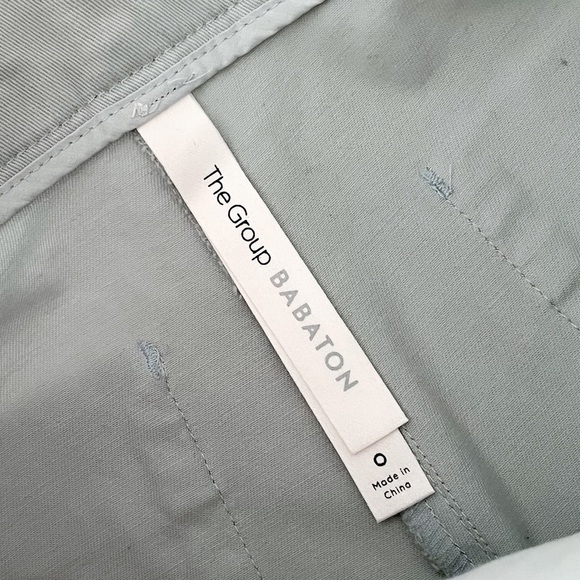 The Group BABATON
0
Made in
China